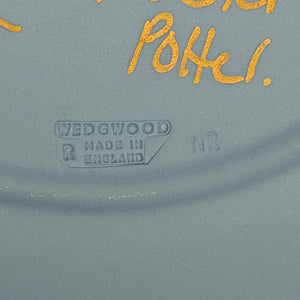 Potter.
WEDGWOOD
R MADE IN
ENGLAND
NR